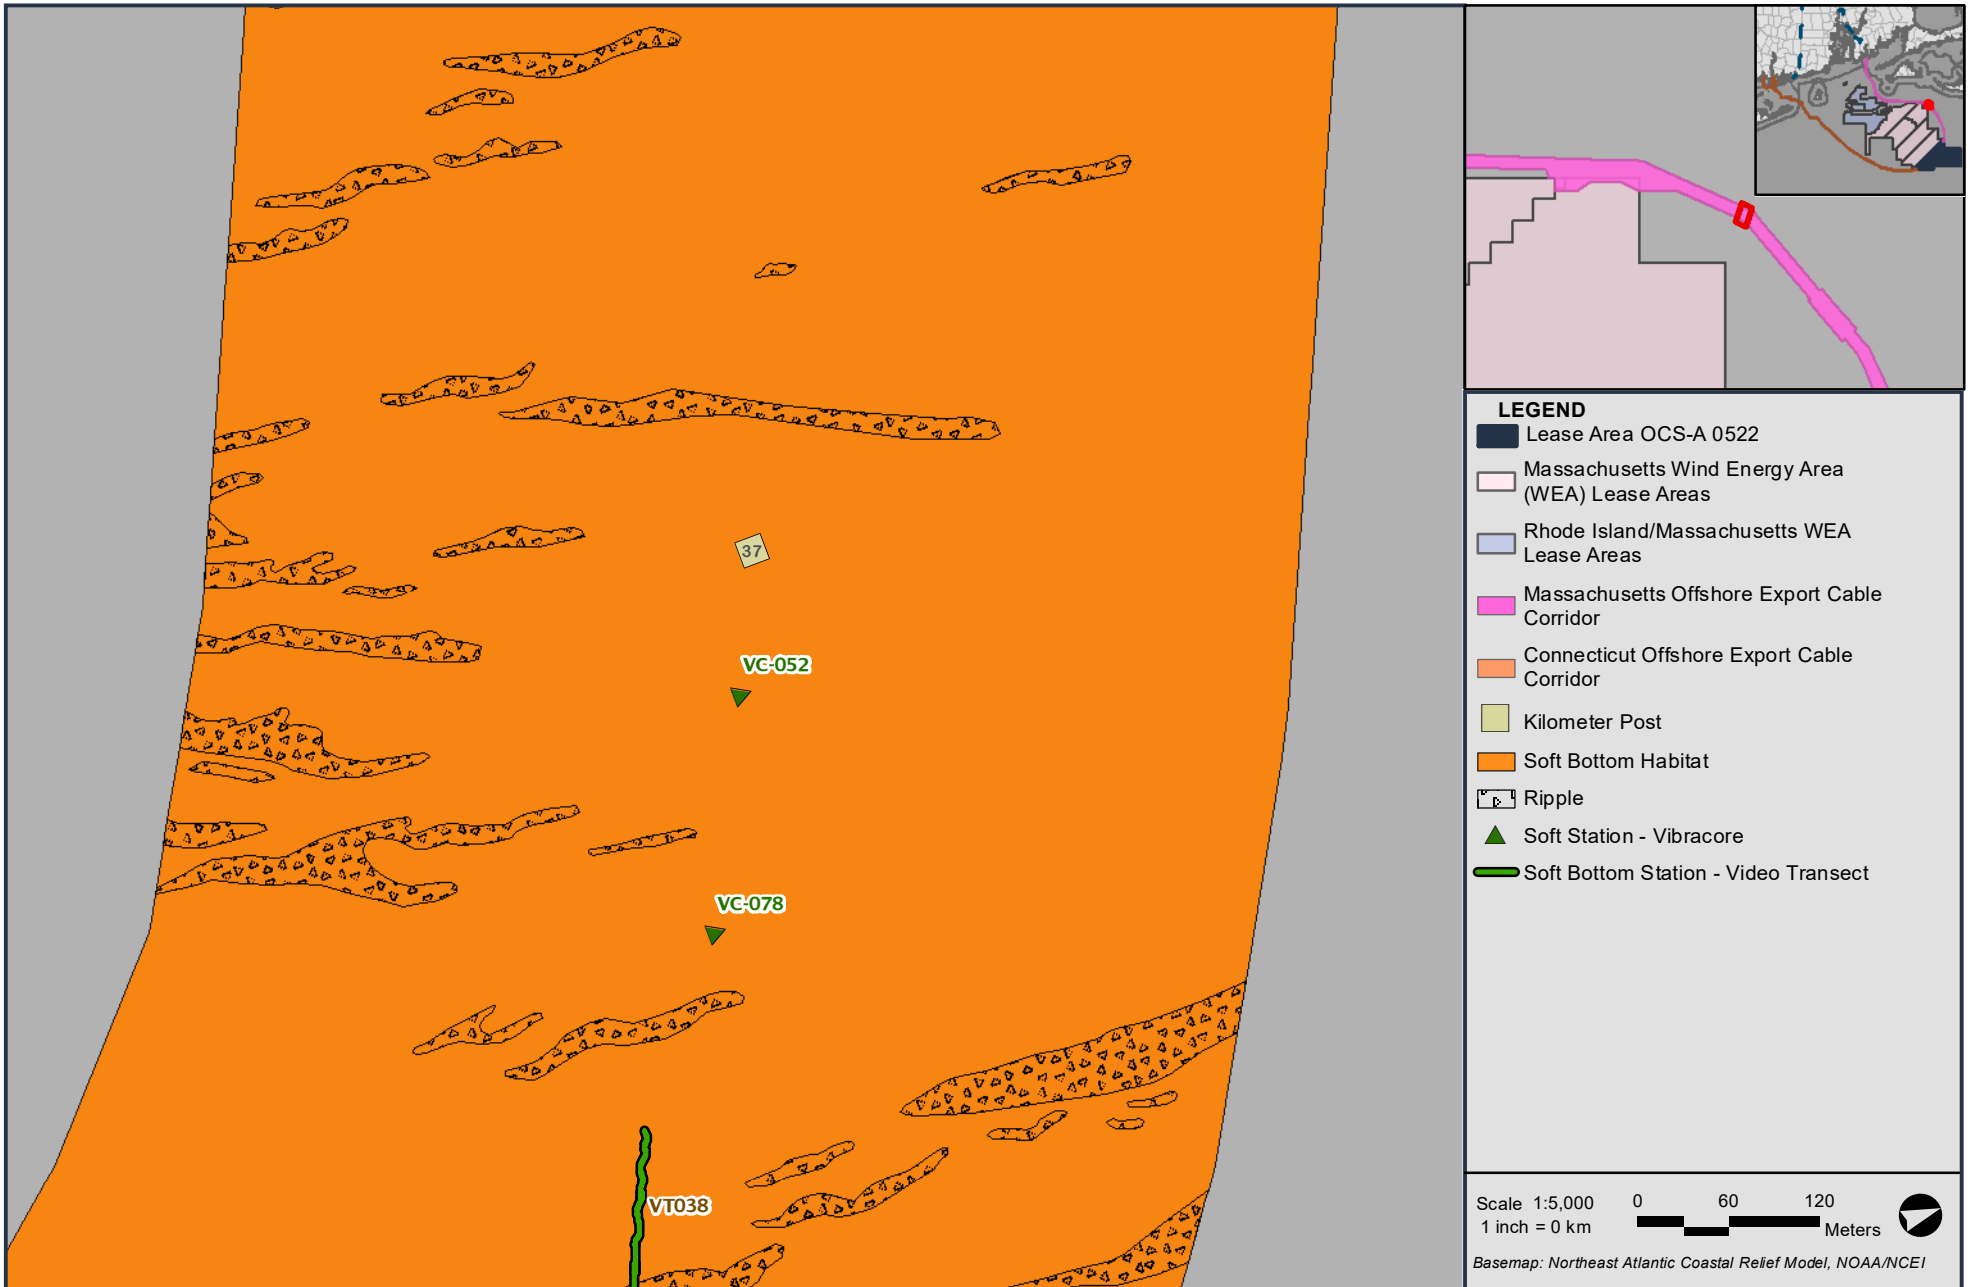 37
VC-052
VC-078
VT038
LEGEND
Lease Area OCS-A 0522
Massachusetts Wind Energy Area
(WEA) Lease Areas
Rhode Island/Massachusetts WEA
Lease Areas
Massachusetts Offshore Export Cable
Corridor
Connecticut Offshore Export Cable
Corridor
Kilometer Post
Soft Bottom Habitat
Ripple
Soft Station - Vibracore
Soft Bottom Station - Video Transect
Scale 1:5,000
1 inch = 0 km
0 60 120
Meters
Basemap: Northeast Atlantic Coastal Relief Model, NOAA/NCEI